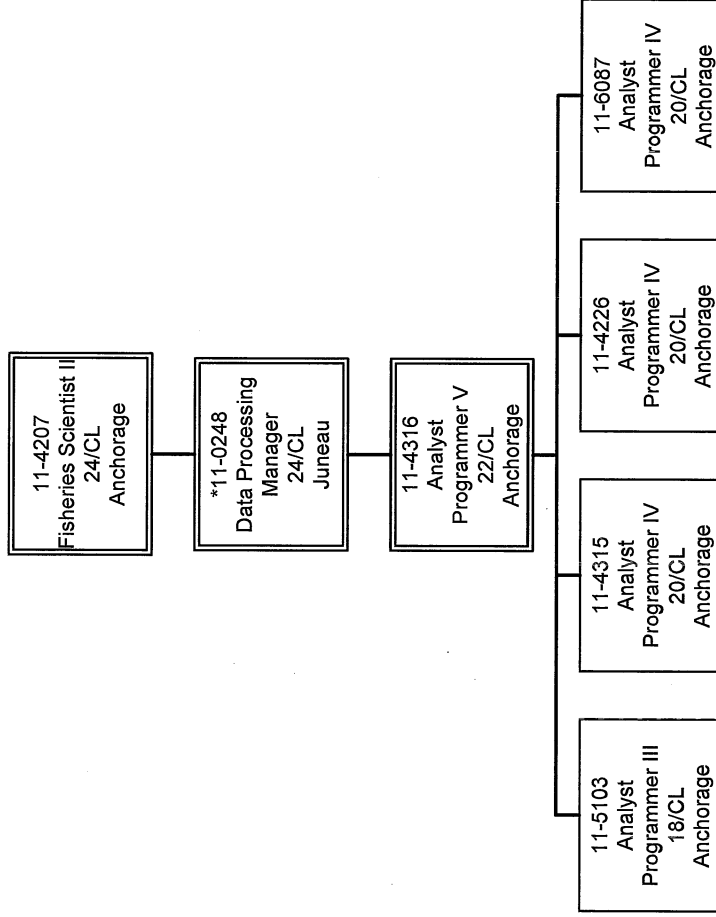 11-4207
Fisheries Scientist II
24/CL
Anchorage
*11-0248
Data Processing
Manager
24/CL
Juneau
11-4316
Analyst
Programmer V
22/CL
Anchorage
11-5103
Analyst
Programmer III
18/CL
Anchorage
11-4315
Analyst
Programmer IV
20/CL
Anchorage
11-4226
Analyst
Programmer IV
20/CL
Anchorage
11-6087
Analyst
Programmer IV
20/CL
Anchorage